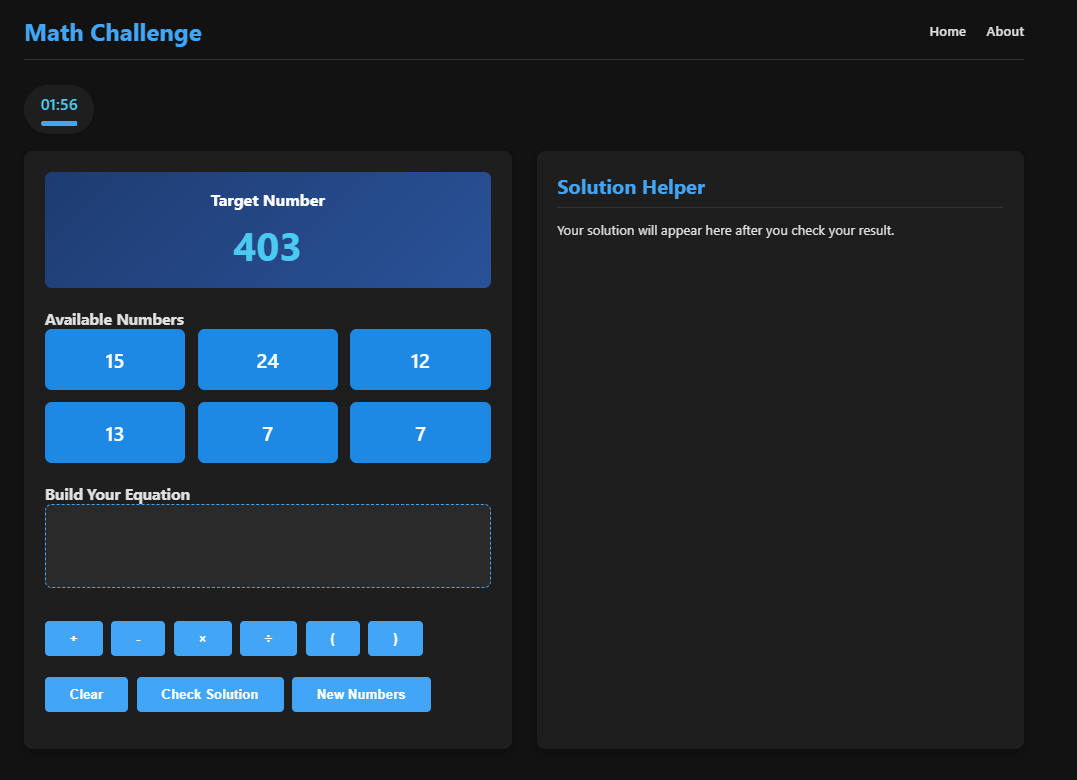 Math Challenge
Home About
01:56
Target Number
403
Available Numbers
15 24 12
13 7 7
Build Your Equation
+ - × ÷ ( )
Clear Check Solution New Numbers
Solution Helper
Your solution will appear here after you check your result.